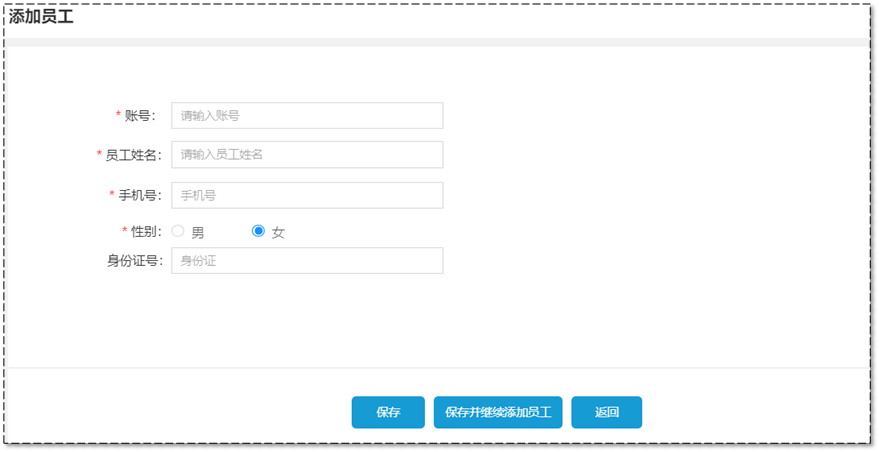 添加员工
* 账号： 请输入账号
* 员工姓名： 请输入员工姓名
* 手机号： 手机号
* 性别： 男 女
身份证号： 身份证
保存 保存并继续添加员工 返回